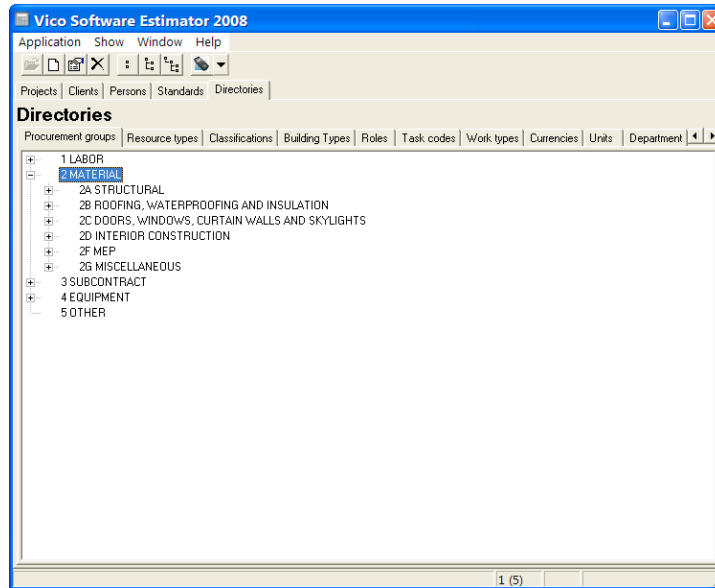 Vico Software Estimator 2008
Application Show Window Help
Projects Clients Persons Standards Directories
Directories
Procurement groups Resource types Classifications Building Types Roles Task codes Work types Currencies Units Department
1 LABOR
2 MATERIAL
2A STRUCTURAL
2B ROOFING, WATERPROOFING AND INSULATION
2C DOORS, WINDOWS, CURTAIN WALLS AND SKYLIGHTS
2D INTERIOR CONSTRUCTION
2F MEP
2G MISCELLANEOUS
3 SUBCONTRACT
4 EQUIPMENT
5 OTHER
1 (5)